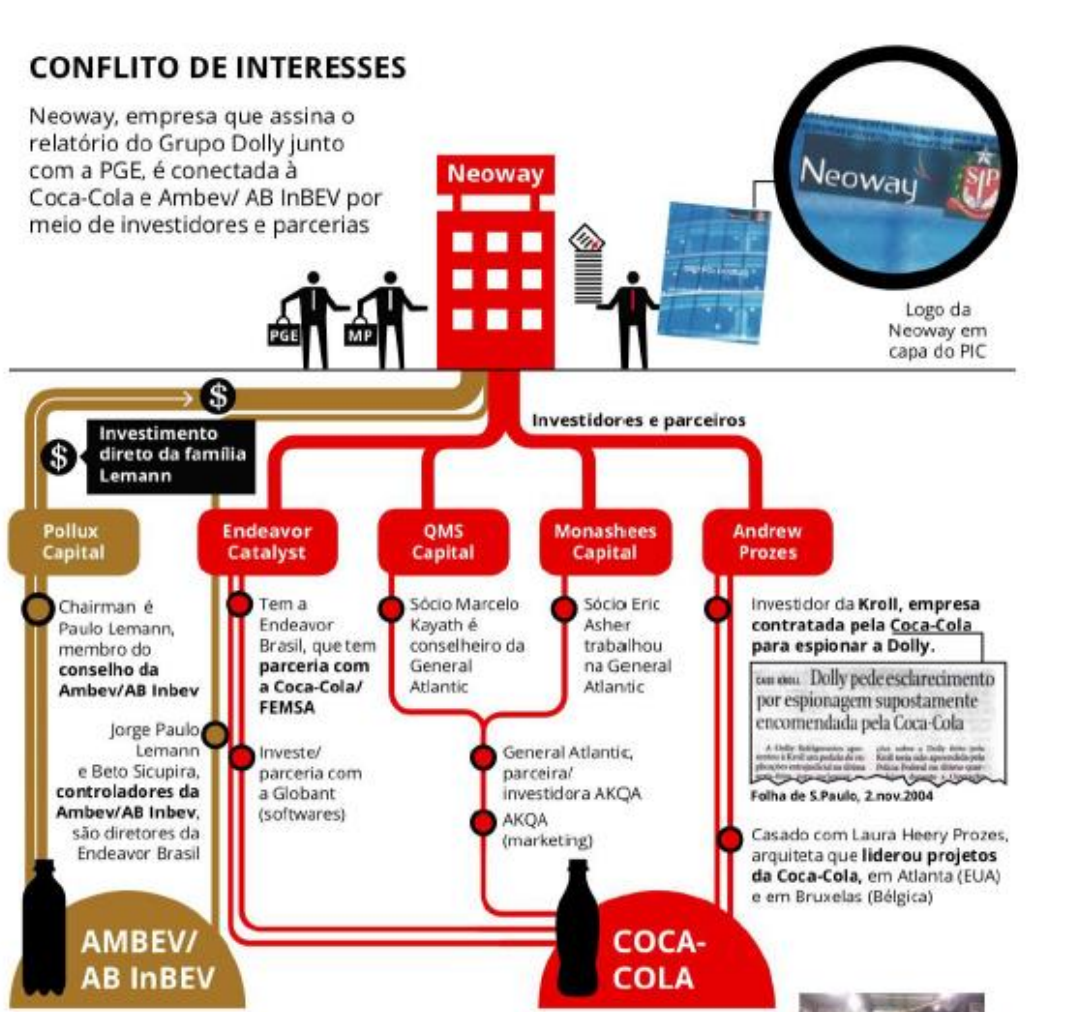 CONFLITO DE INTERESSES
Neoway, empresa que assina o
relatório do Grupo Dolly junto
com a PGE, é conectada à
Coca-Cola e Ambev/ AB InBEV por
meio de investidores e parcerias
Neoway
PGE
MP
Neoway
SP
Logo da
Neoway em
capa do PIC
$
$
Investimento
direto da família
Lemann
Investidores e parceiros
Pollux
Capital
Endeavor
Catalyst
QMS
Capital
Monashees
Capital
Andrew
Prozes
Chairman é
Paulo Lemann,
membro do
conselho da
Ambev/AB Inbev
Jorge Paulo
Lemann
e Beto Sicupira,
controladores da
Ambev/AB Inbev,
são diretores da
Endeavor Brasil
Tem a
Endeavor
Brasil, que tem
parceria com
a Coca-Cola/
FEMSA
Investe/
parceria com
a Globant
(softwares)
Sócio Marcelo
Kayath é
conselheiro da
General
Atlantic
Sócio Eric
Asher
trabalhou
na General
Atlantic
General Atlantic,
parceira/
investidora AKQA
AKQA
(marketing)
Investidor da Kroll, empresa
contratada pela Coca-Cola
para espionar a Dolly.
CASO KROLL Dolly pede esclarecimento
por espionagem supostamente
encomendada pela Coca-Cola
Folha de S.Paulo, 2.nov.2004
Casado com Laura Heery Prozes,
arquiteta que liderou projetos
da Coca-Cola, em Atlanta (EUA)
e em Bruxelas (Bélgica)
AMBEV/
AB InBEV
COCA-
COLA